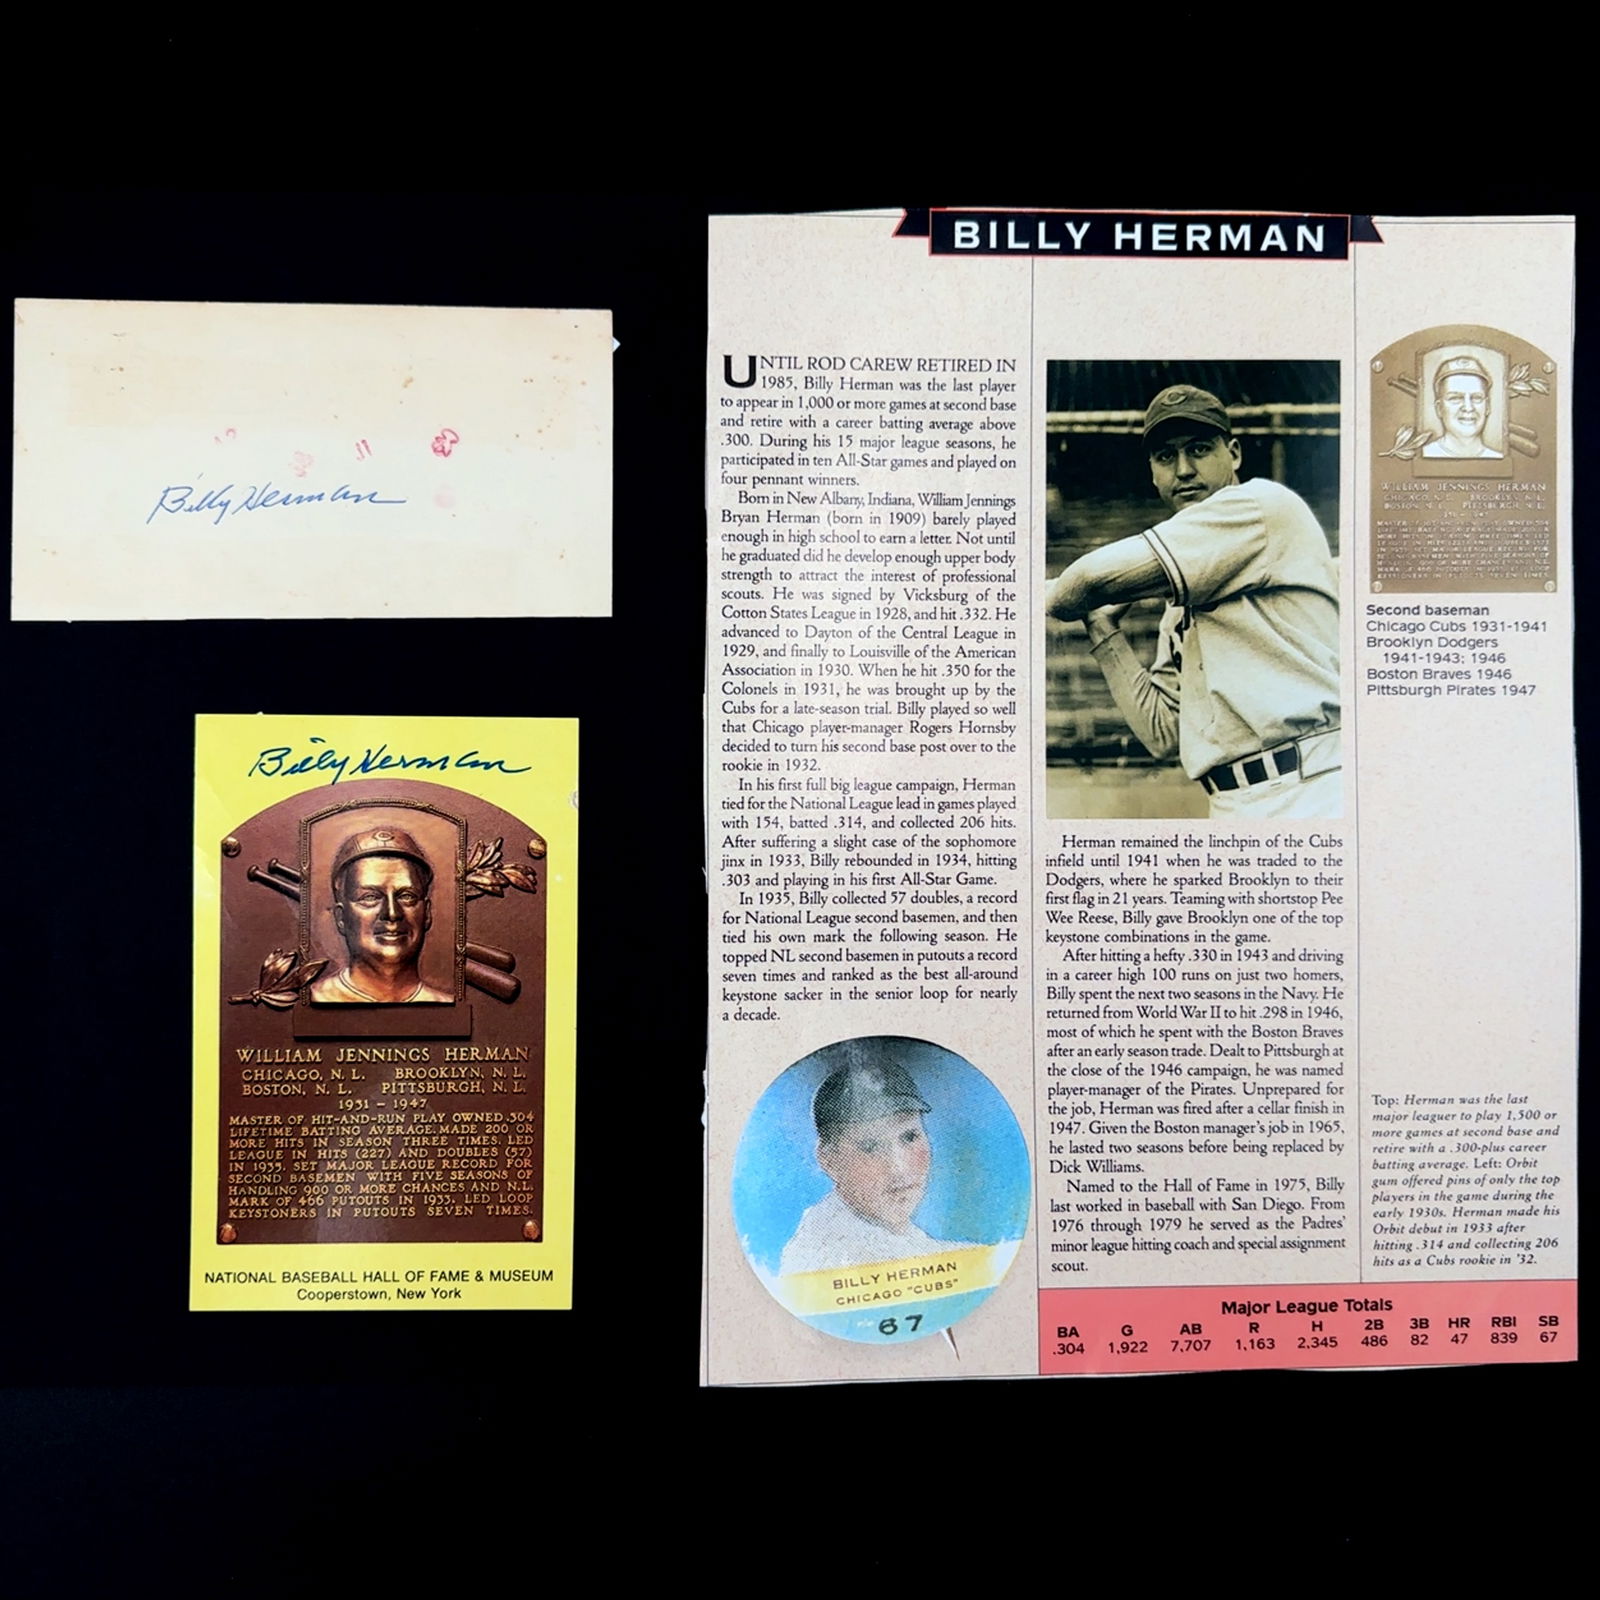 Billy Herman
Billy Herman
WILLIAM JENNINGS HERMAN
CHICAGO, N. L. BROOKLYN, N. L.
BOSTON, N. L. PITTSBURGH, N. L.
1931 - 1947
MASTER OF HIT-AND-RUN PLAY OWNED .304
LIFETIME BATTING AVERAGE. MADE 200 OR
MORE HITS IN SEASON THREE TIMES. LED
LEAGUE IN HITS (227) AND DOUBLES (57)
IN 1935. SET MAJOR LEAGUE RECORD FOR
SECOND BASEMEN WITH FIVE SEASONS OF
HANDLING 900 OR MORE CHANCES AND N.L.
MARK OF 466 PUTOUTS IN 1933. LED LOOP
KEYSTONERS IN PUTOUTS SEVEN TIMES.
NATIONAL BASEBALL HALL OF FAME & MUSEUM
Cooperstown, New York
BILLY HERMAN
UNTIL ROD CAREW RETIRED IN
1985, Billy Herman was the last player
to appear in 1,000 or more games at second base
and retire with a career batting average above
.300. During his 15 major league seasons, he
participated in ten All-Star games and played on
four pennant winners.
Born in New Albany, Indiana, William Jennings
Bryan Herman (born in 1909) barely played
enough in high school to earn a letter. Not until
he graduated did he develop enough upper body
strength to attract the interest of professional
scouts. He was signed by Vicksburg of the
Cotton States League in 1928, and hit .332. He
advanced to Dayton of the Central League in
1929, and finally to Louisville of the American
Association in 1930. When he hit .350 for the
Colonels in 1931, he was brought up by the
Cubs for a late-season trial. Billy played so well
that Chicago player-manager Rogers Hornsby
decided to turn his second base post over to the
rookie in 1932.
In his first full big league campaign, Herman
tied for the National League lead in games played
with 154, batted .314, and collected 206 hits.
After suffering a slight case of the sophomore
jinx in 1933, Billy rebounded in 1934, hitting
.303 and playing in his first All-Star Game.
In 1935, Billy collected 57 doubles, a record
for National League second basemen, and then
tied his own mark the following season. He
topped NL second basemen in putouts a record
seven times and ranked as the best all-around
keystone sacker in the senior loop for nearly
a decade.
BILLY HERMAN
CHICAGO "CUBS"
67
Herman remained the linchpin of the Cubs
infield until 1941 when he was traded to the
Dodgers, where he sparked Brooklyn to their
first flag in 21 years. Teaming with shortstop Pee
Wee Reese, Billy gave Brooklyn one of the top
keystone combinations in the game.
After hitting a hefty .330 in 1943 and driving
in a career high 100 runs on just two homers,
Billy spent the next two seasons in the Navy. He
returned from World War II to hit .298 in 1946,
most of which he spent with the Boston Braves
after an early season trade. Dealt to Pittsburgh at
the close of the 1946 campaign, he was named
player-manager of the Pirates. Unprepared for
the job, Herman was fired after a cellar finish in
1947. Given the Boston manager's job in 1965,
he lasted two seasons before being replaced by
Dick Williams.
Named to the Hall of Fame in 1975, Billy
last worked in baseball with San Diego. From
1976 through 1979 he served as the Padres'
minor league hitting coach and special assignment
scout.
WILLIAM JENNINGS HERMAN
CHICAGO, N. L. BROOKLYN, N. L.
BOSTON, N. L. PITTSBURGH, N. L.
Second baseman
Chicago Cubs 1931-1941
Brooklyn Dodgers
1941-1943; 1946
Boston Braves 1946
Pittsburgh Pirates 1947
Top: Herman was the last
major leaguer to play 1,500 or
more games at second base and
retire with a .300-plus career
batting average. Left: Orbit
gum offered pins of only the top
players in the game during the
early 1930s. Herman made his
Orbit debut in 1933 after
hitting .314 and collecting 206
hits as a Cubs rookie in '32.
Major League Totals
BA G AB R H 2B 3B HR RBI SB
.304 1,922 7,707 1,163 2,345 486 82 47 839 67